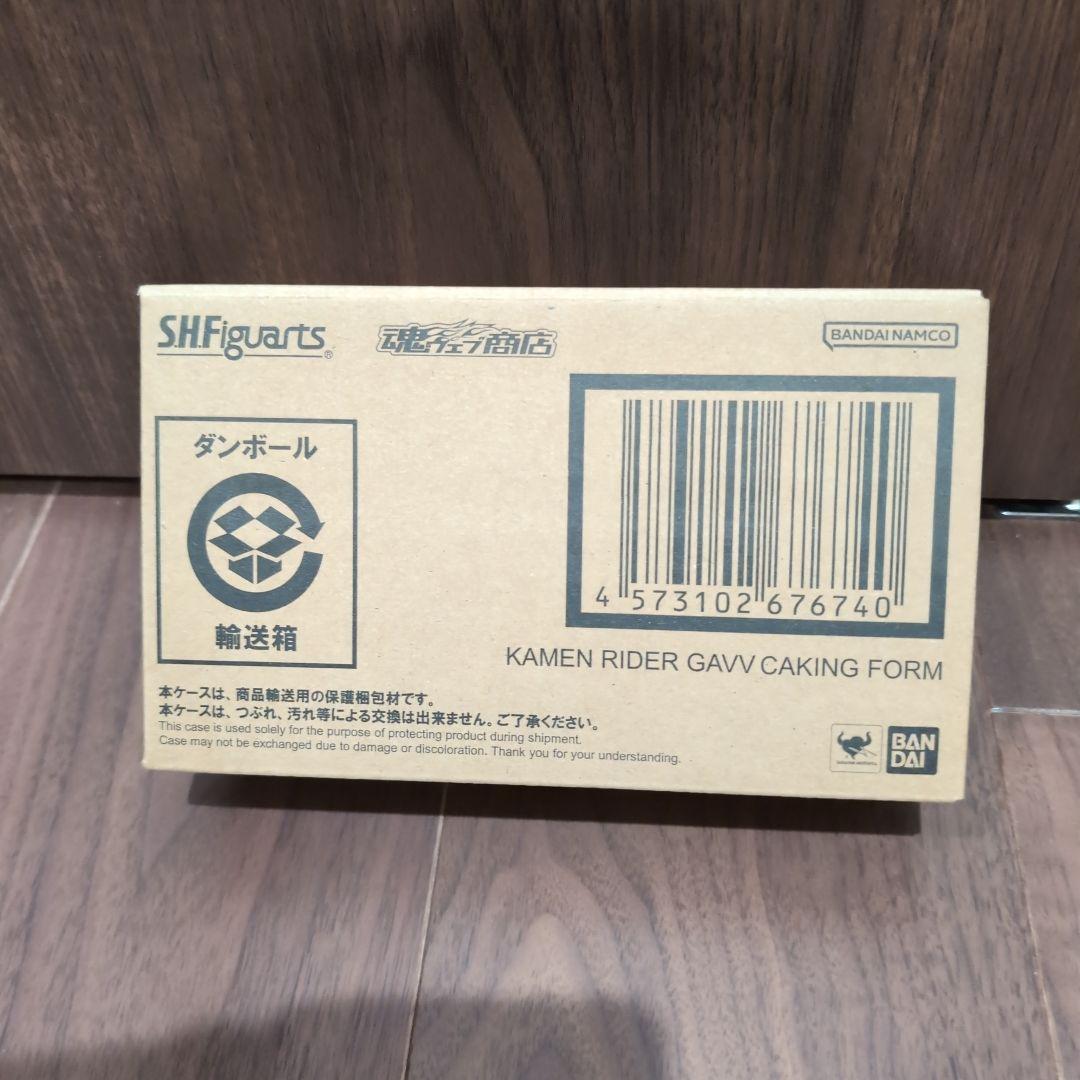 S.H.Figuarts®
魂ウェブ商店
BANDAI NAMCO
ダンボール
輸送箱
4 573102 676740
KAMEN RIDER GAVV CAKING FORM
本ケースは、商品輸送用の保護梱包材です。
本ケースは、つぶれ、汚れ等による交換は出来ません。ご了承ください。
This case is used solely for the purpose of protecting product during shipment.
Case may not be exchanged due to damage or discoloration. Thank you for your understanding.
BAN
DAI